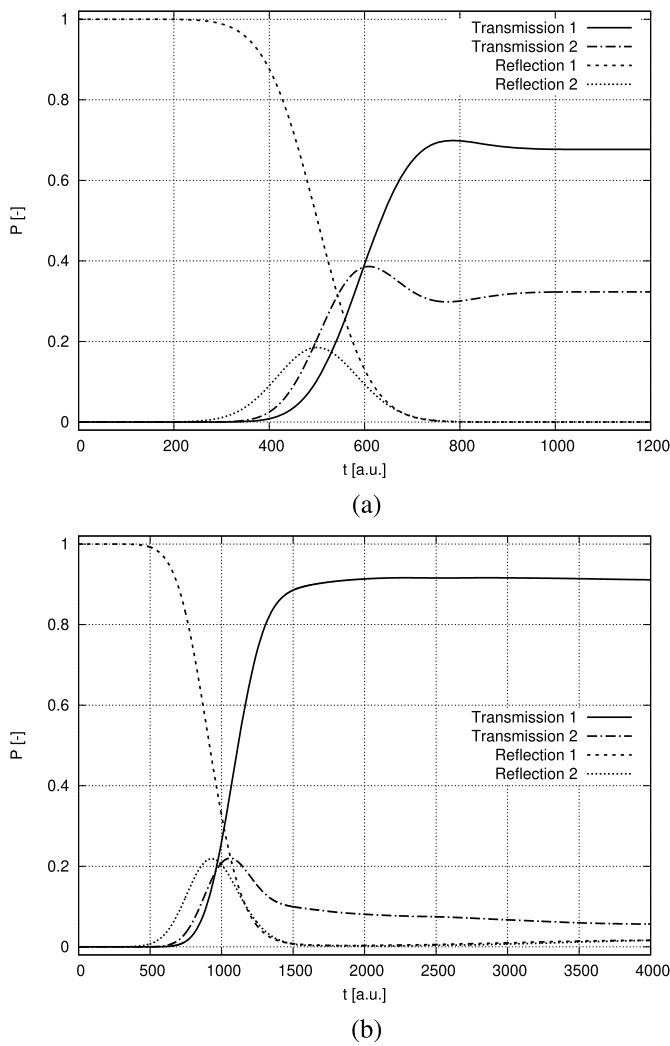 1
0.8
0.6
0.4
0.2
0
P [-]
Transmission 1
Transmission 2
Reflection 1
Reflection 2
0 200 400 600 800 1000 1200
t [a.u.]
(a)
1
0.8
0.6
0.4
0.2
0
P [-]
Transmission 1
Transmission 2
Reflection 1
Reflection 2
0 500 1000 1500 2000 2500 3000 3500 4000
t [a.u.]
(b)